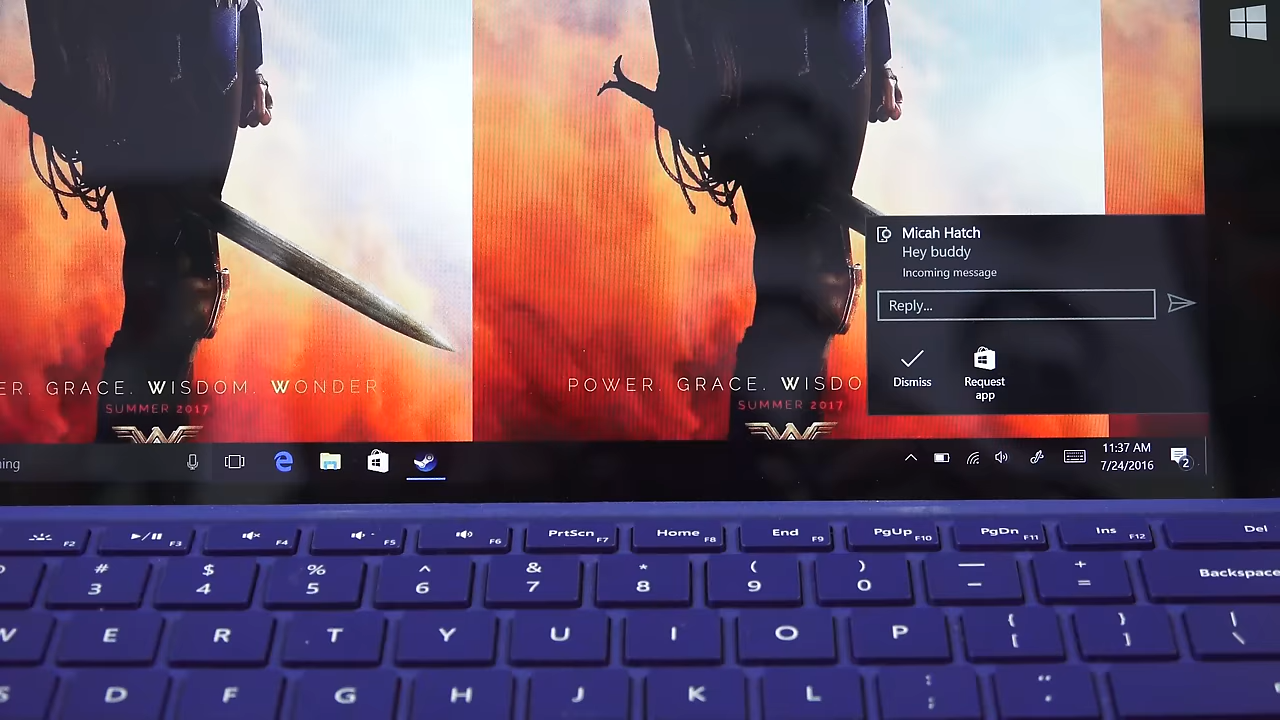 ER. GRACE. WISDOM. WONDER.
SUMMER 2017
POWER. GRACE. WISDO
SUMMER 2017
Micah Hatch
Hey buddy
Incoming message
Reply...
Dismiss
Request
app
ning
11:37 AM
7/24/2016
2
F2
F3
F4
F5
F6
PrtScn F7
Home F8
End F9
PgUp F10
PgDn F11
Ins F12
Del
# $ % ^ & * ( ) — +
3 4 5 6 7 8 9 0 - = Backspace
W E R T Y U I O P { [ } ] | \
S D F G H J K L : ; " '